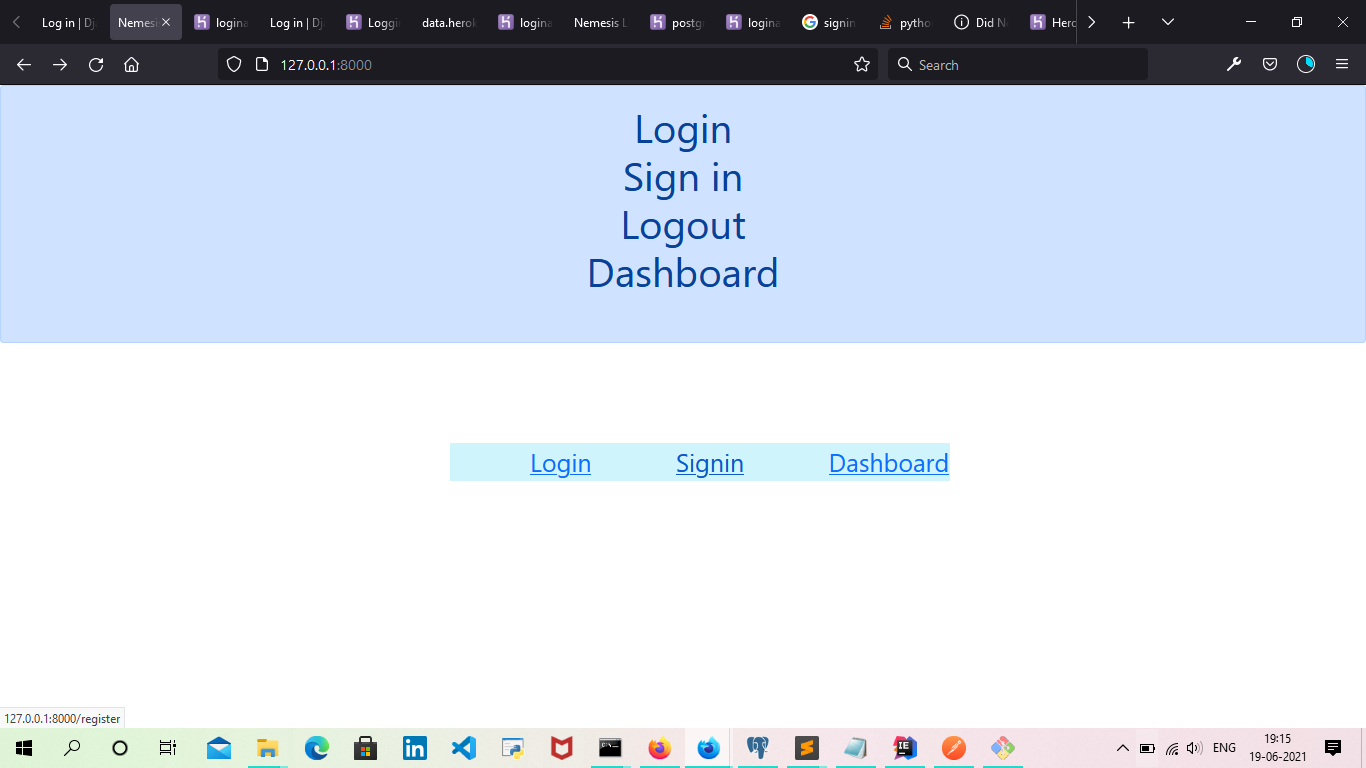 Log in | Dj Nemesi logina Log in | Dj Loggi data.herok logina Nemesis L postg logina signin pytho Did N Hero
127.0.0.1:8000 Search
Login
Sign in
Logout
Dashboard
Login Signin Dashboard
127.0.0.1:8000/register
ENG 19:15
19-06-2021